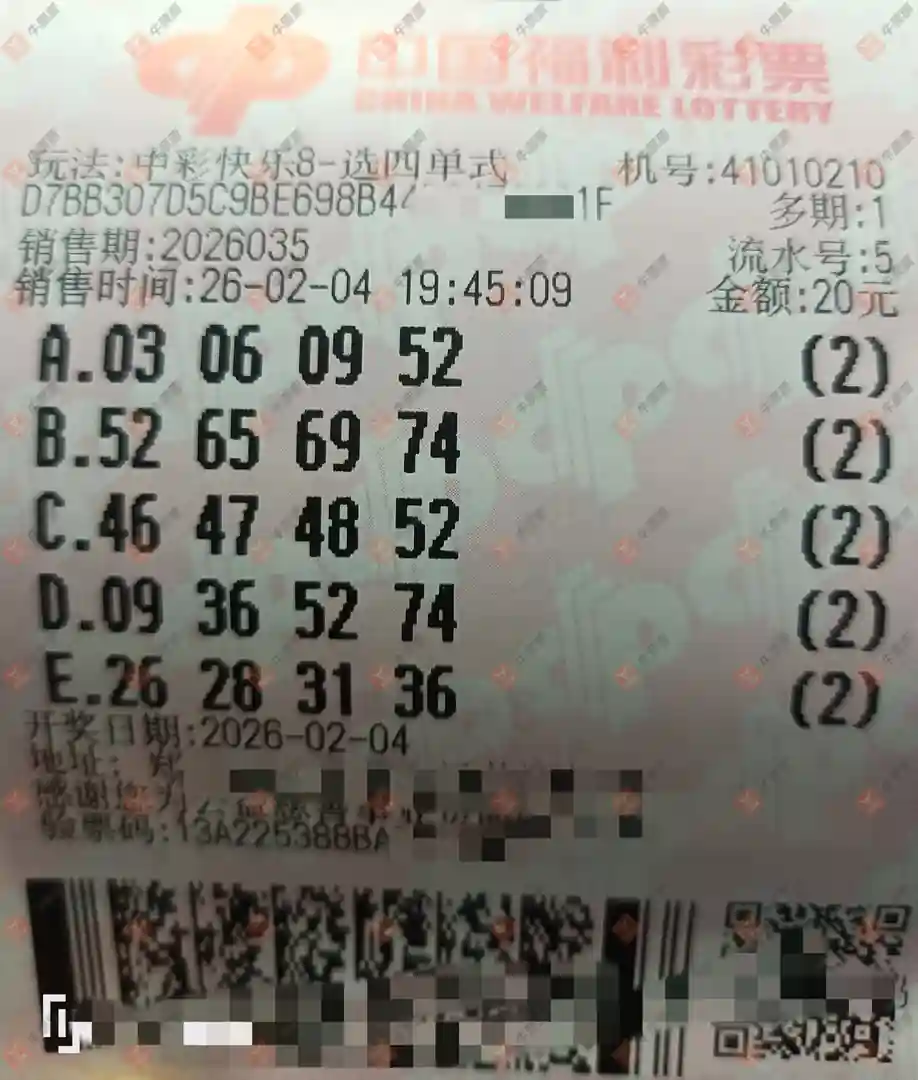 中国福利彩票
CHINA WELFARE LOTTERY
玩法:中彩快乐8-选四单式 机号:41010210
D7BB307D5C9BE698B44 1F 多期:1
销售期:2026035 流水号:5
销售时间:26-02-04 19:45:09 金额:20元
A.03 06 09 52 (2)
B.52 65 69 74 (2)
C.46 47 48 52 (2)
D.09 36 52 74 (2)
E.26 28 31 36 (2)
开奖日期:2026-02-04
地址: 郑
感谢您为
验票码:13A225388BA